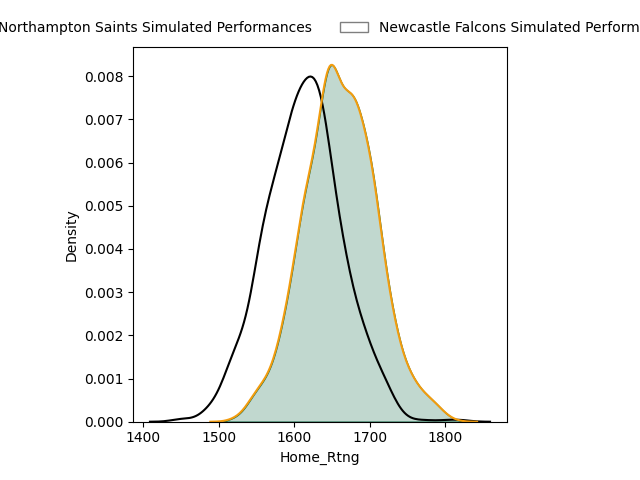 Northampton Saints Simulated Performances
Newcastle Falcons Simulated Perform
0.008
0.007
0.006
0.005
0.004
0.003
0.002
0.001
0.000
Density
1400 1500 1600 1700 1800
Home_Rtng